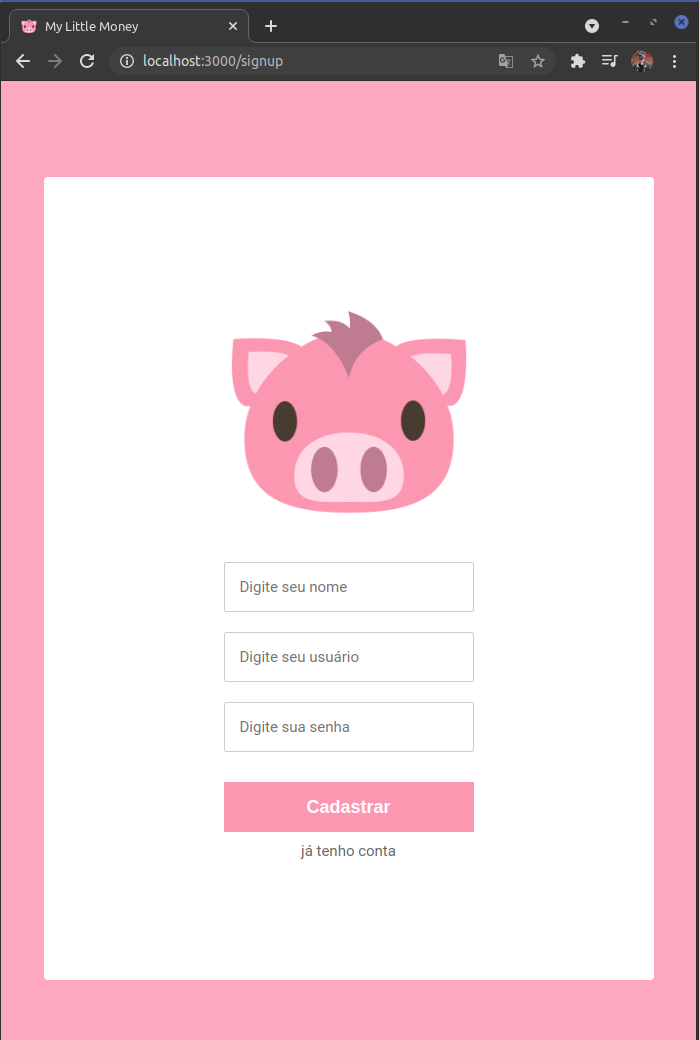 My Little Money
localhost:3000/signup
Digite seu nome
Digite seu usuário
Digite sua senha
Cadastrar
já tenho conta